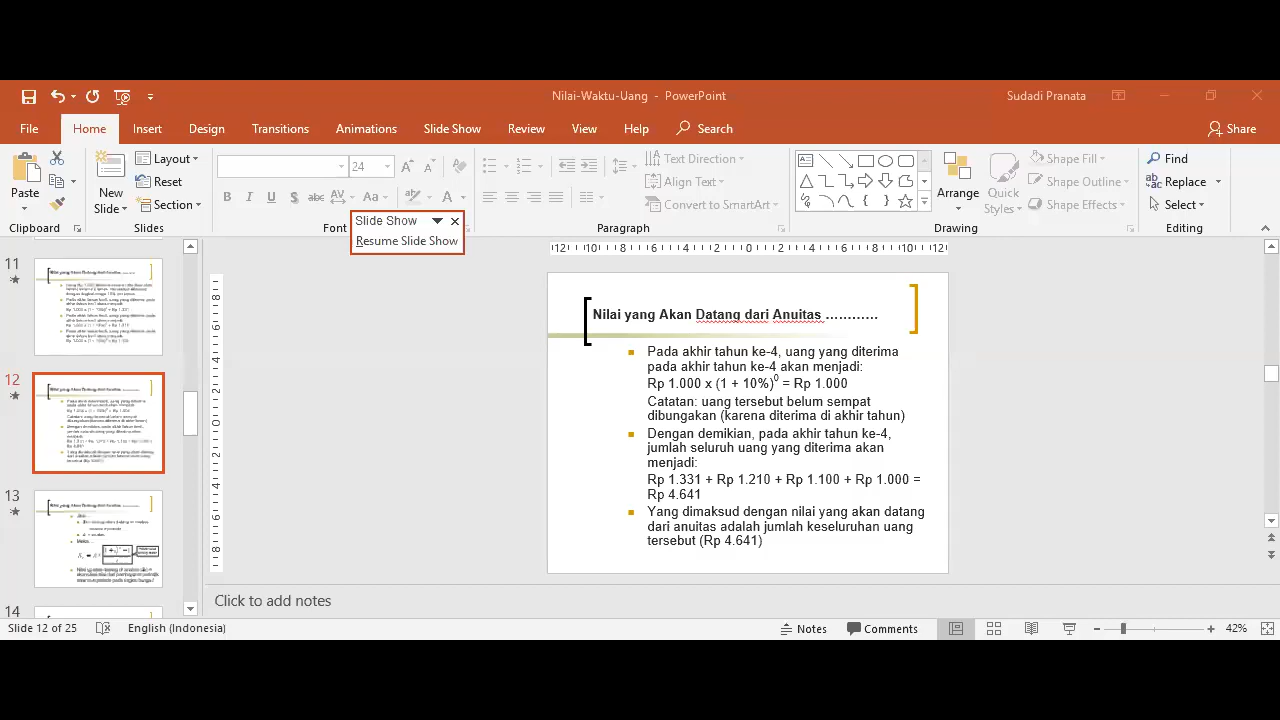 Nilai-Waktu-Uang - PowerPoint
Sudadi Pranata
File Home Insert Design Transitions Animations Slide Show Review View Help Search Share
Paste
New Slide
Layout
Reset
Section
24
Text Direction
Align Text
Convert to SmartArt
Arrange
Quick Styles
Shape Fill
Shape Outline
Shape Effects
Find
Replace
Select
Clipboard
Slides
Font
Paragraph
Drawing
Editing
Slide Show
Resume Slide Show
11
12
13
14
Nilai yang Akan Datang dari Anuitas…………
Pada akhir tahun ke-4, uang yang diterima
pada akhir tahun ke-4 akan menjadi:
Rp 1.000 x (1 + 10%)⁰ = Rp 1.000
Catatan: uang tersebut belum sempat
dibungakan (karena diterima di akhir tahun)
Dengan demikian, pada akhir tahun ke-4,
jumlah seluruh uang yang diterima akan
menjadi:
Rp 1.331 + Rp 1.210 + Rp 1.100 + Rp 1.000 =
Rp 4.641
Yang dimaksud dengan nilai yang akan datang
dari anuitas adalah jumlah keseluruhan uang
tersebut (Rp 4.641)
Click to add notes
Slide 12 of 25
English (Indonesia)
Notes
Comments
42%